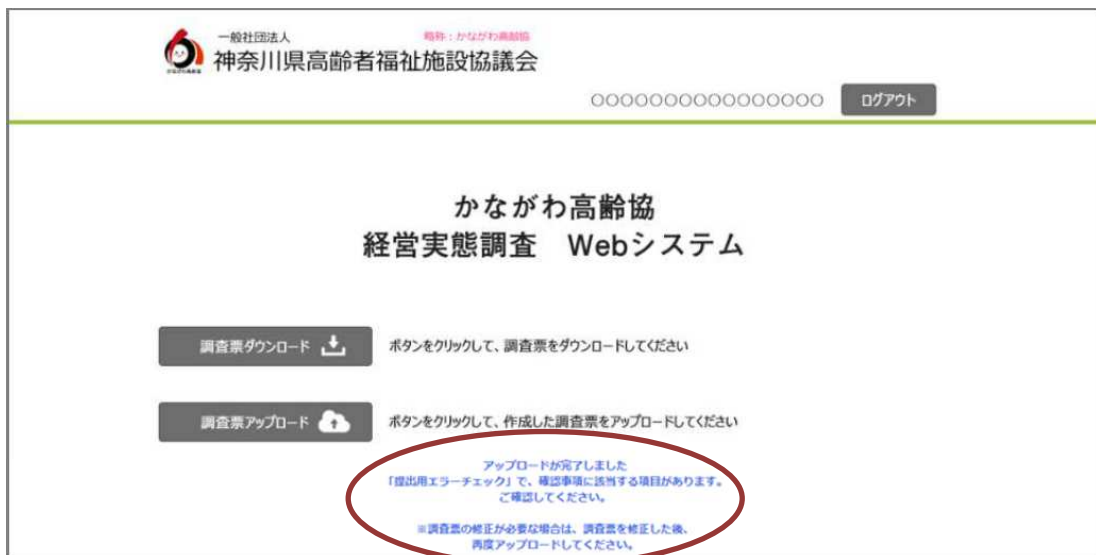 一般社団法人
略称：かながわ高齢協
神奈川県高齢者福祉施設協議会
かながわ高齢協
○○○○○○○○○○○○○○○○
ログアウト
かながわ高齢協
経営実態調査　Webシステム
調査票ダウンロード
ボタンをクリックして、調査票をダウンロードしてください
調査票アップロード
ボタンをクリックして、作成した調査票をアップロードしてください
アップロードが完了しました
「提出用エラーチェック」で、確認事項に該当する項目があります。
ご確認してください。
※調査票の修正が必要な場合は、調査票を修正した後、
再度アップロードしてください。